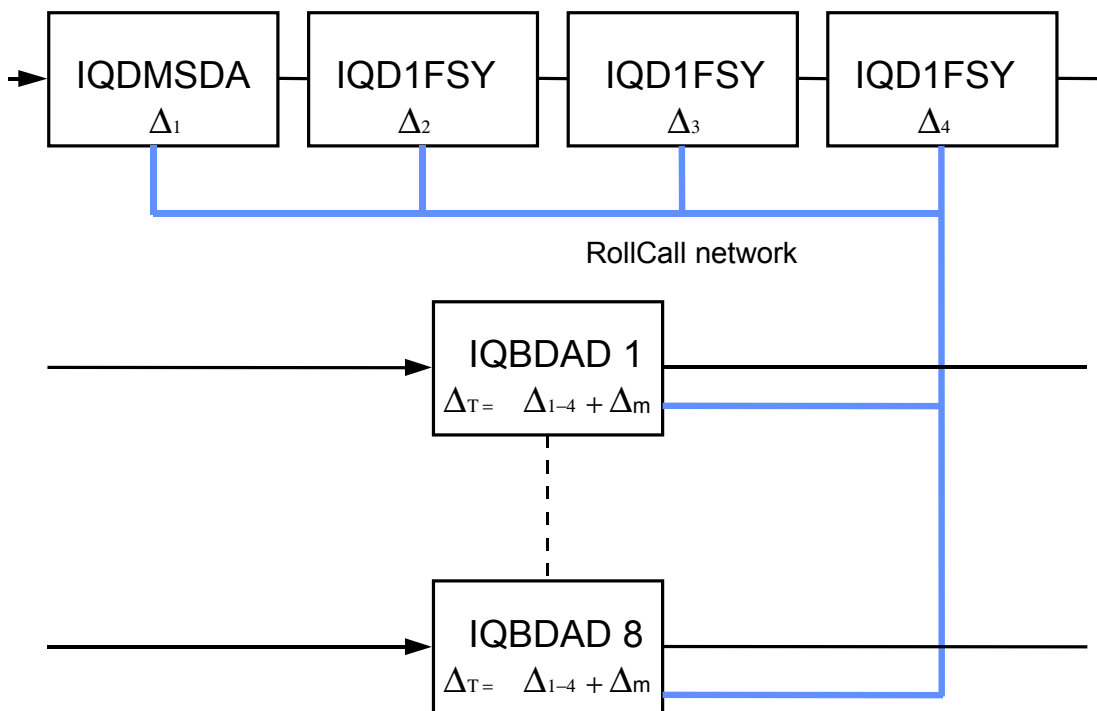 IQDMSDA IQD1FSY IQD1FSY IQD1FSY
Δ1 Δ2 Δ3 Δ4
RollCall network
IQBDAD 1
ΔT = Δ1–4 + Δm
IQBDAD 8
ΔT = Δ1–4 + Δm